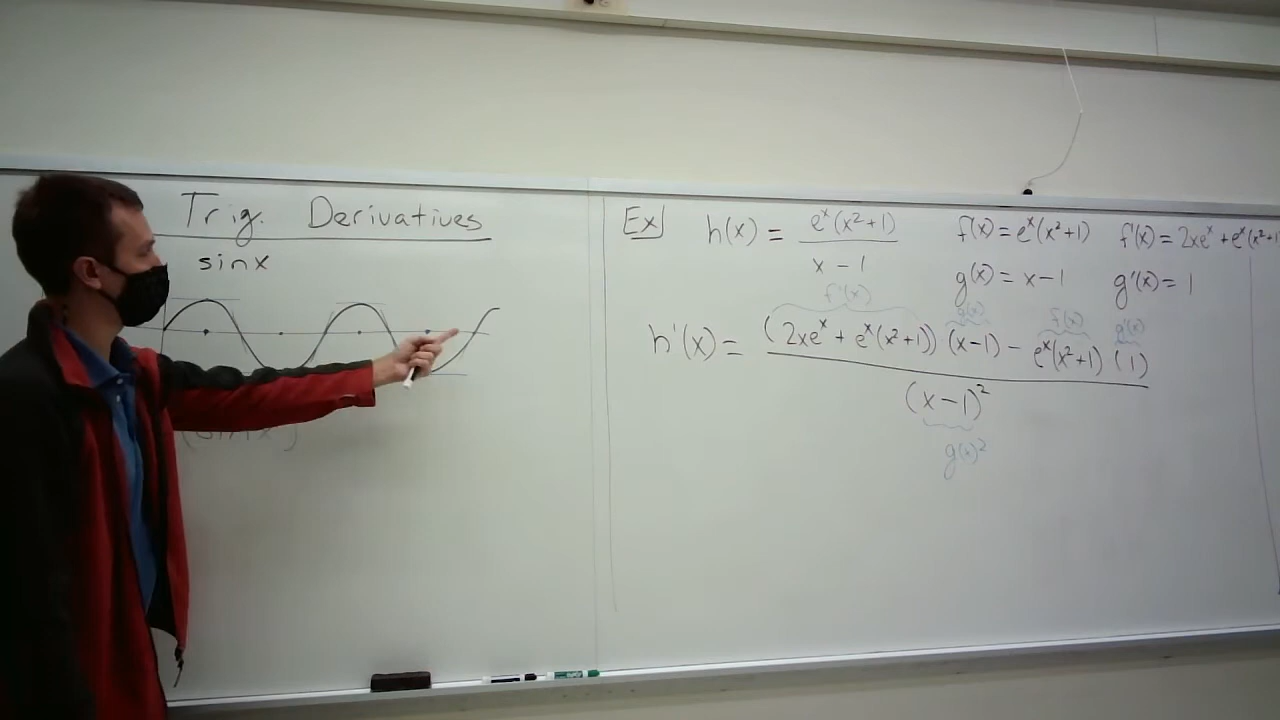 Trig. Derivatives
sinx
(sinx)
Ex h(x) = e^x(x²+1) / x - 1
f(x) = e^x(x²+1) f'(x) = 2xe^x + e^x(x²+1
g(x) = x - 1 g'(x) = 1
f'(x) g(x) f(x) g'(x)
h'(x) = (2xe^x + e^x(x²+1))(x-1) - e^x(x²+1)(1) / (x-1)²
g(x)²